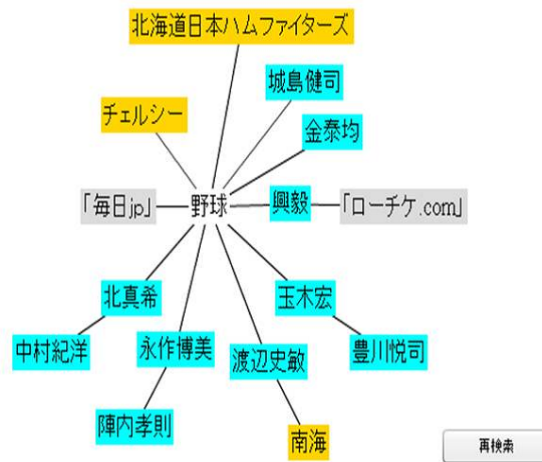 北海道日本ハムファイターズ
城島健司
チェルシー
金泰均
「毎日jp」
野球
興毅
「ローチケ.com」
北真希
玉木宏
中村紀洋
永作博美
渡辺史敏
豊川悦司
陣内孝則
南海
再検索